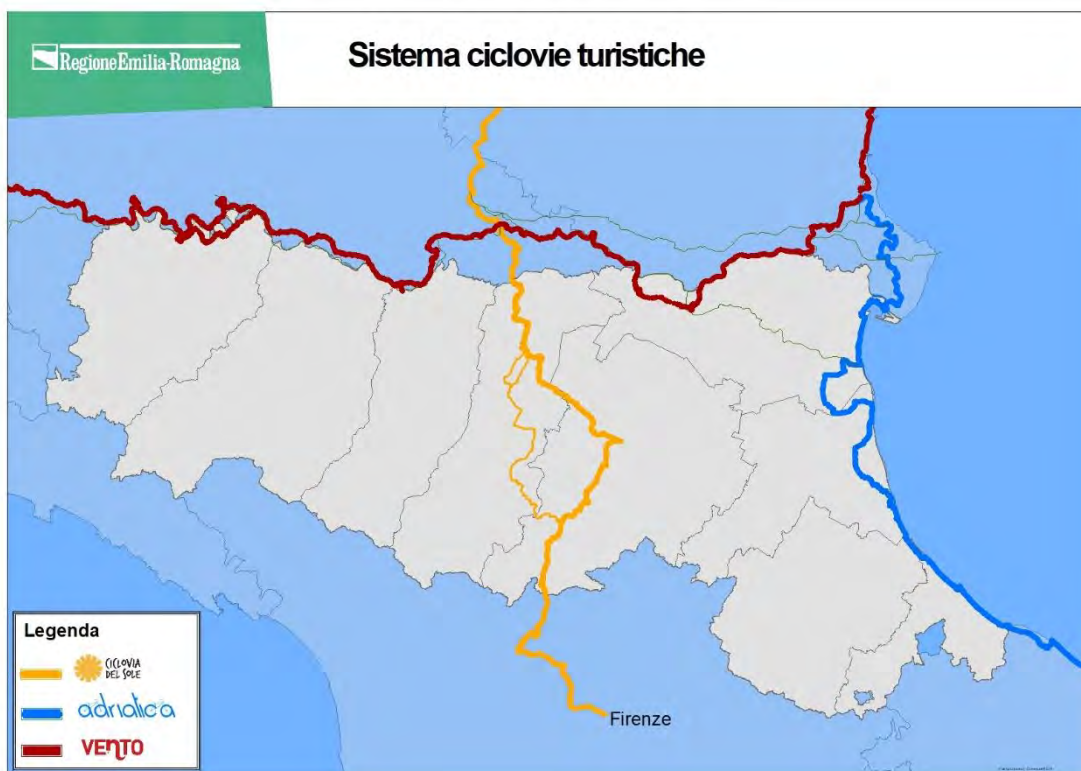 RegioneEmilia-Romagna
Sistema ciclovie turistiche
Firenze
Legenda
CICLOVIA
DEL SOLE
adriatica
VENTO